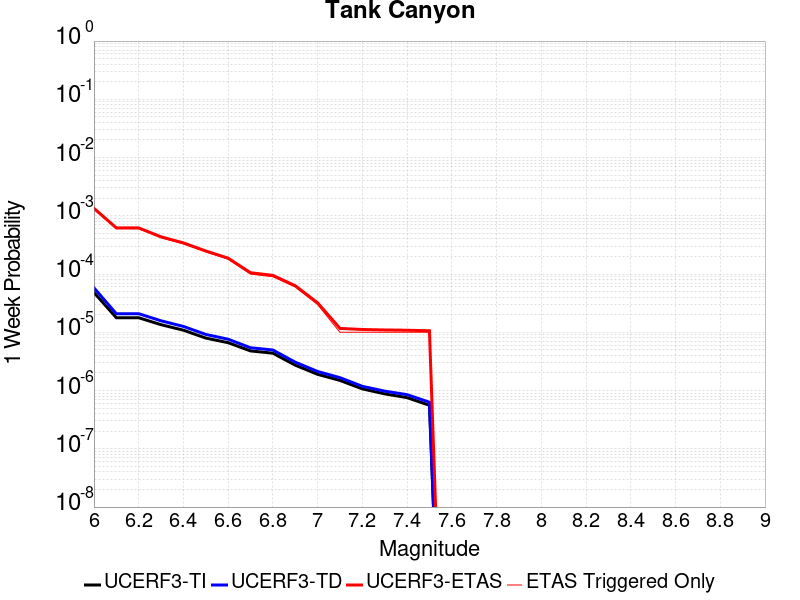 Tank Canyon
10 0
10 -1
10 -2
10 -3
10 -4
10 -5
10 -6
10 -7
10 -8
1 Week Probability
6 6.2 6.4 6.6 6.8 7 7.2 7.4 7.6 7.8 8 8.2 8.4 8.6 8.8 9
Magnitude
UCERF3-TI UCERF3-TD UCERF3-ETAS ETAS Triggered Only